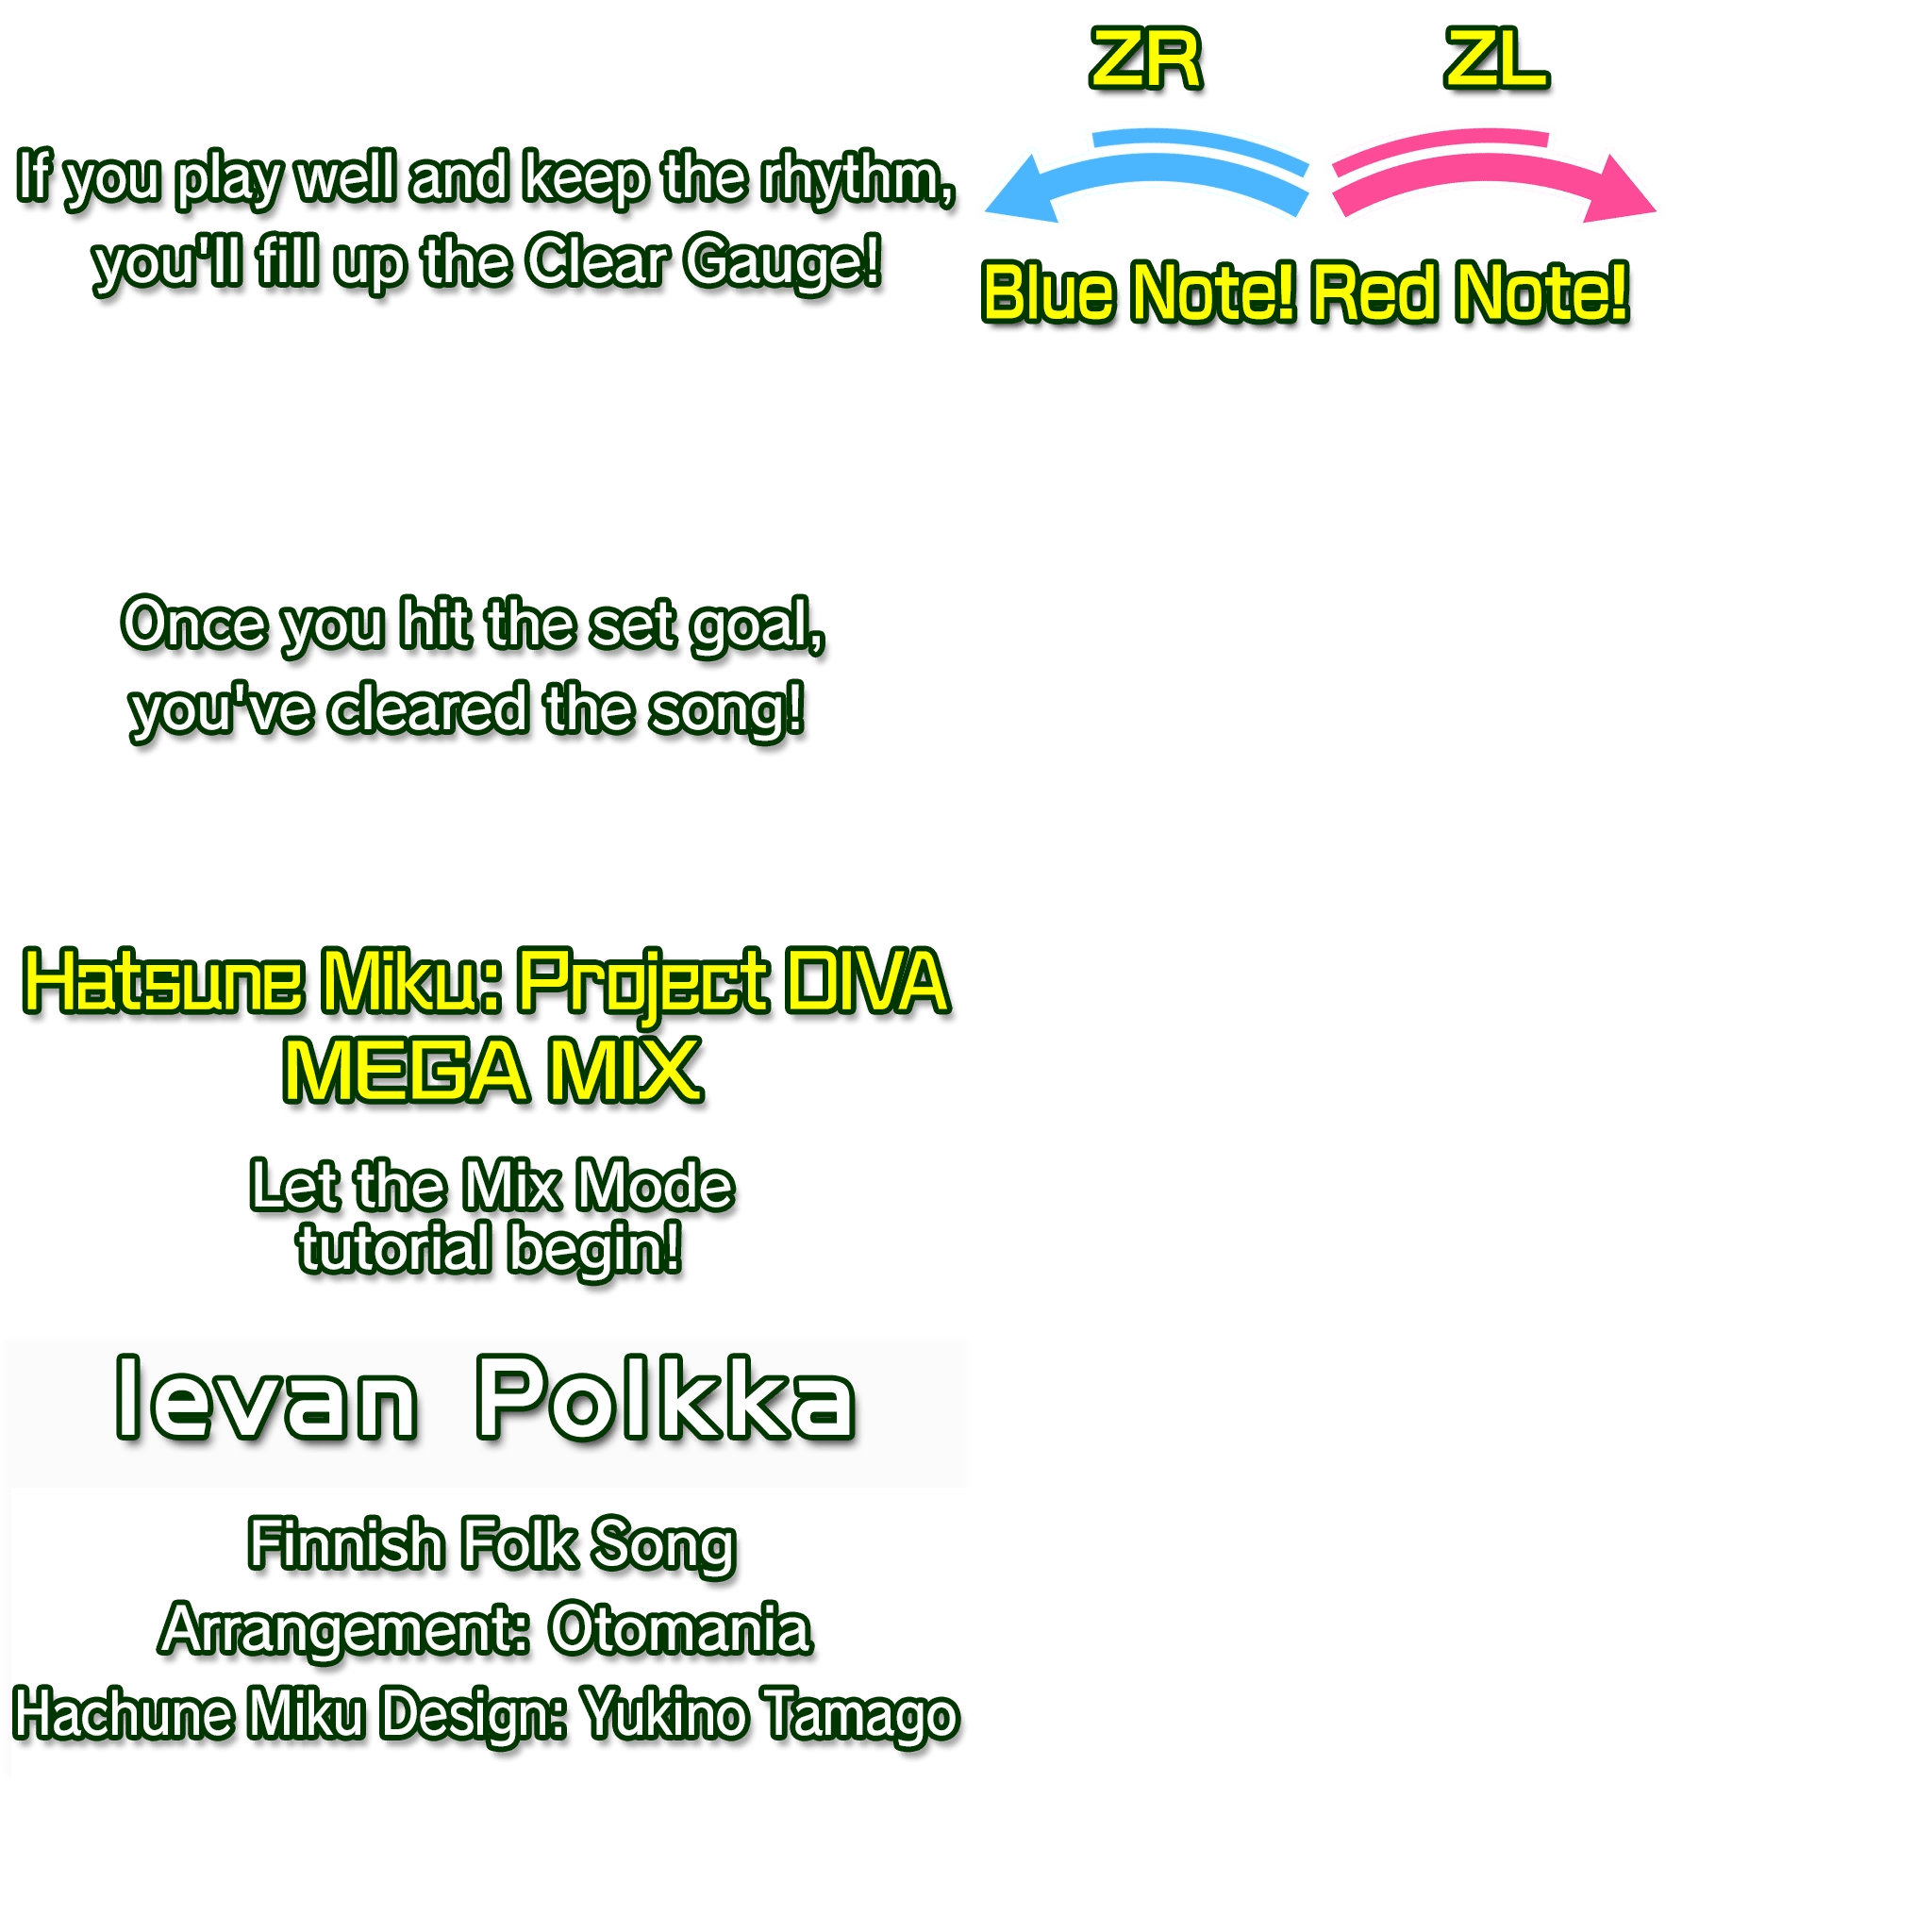 If you play well and keep the rhythm,
you'll fill up the Clear Gauge!
ZR
ZL
Blue Note!
Red Note!
Once you hit the set goal,
you've cleared the song!
Hatsune Miku: Project DIVA
MEGA MIX
Let the Mix Mode
tutorial begin!
Ievan Polkka
Finnish Folk Song
Arrangement: Otomania
Hachune Miku Design: Yukino Tamago